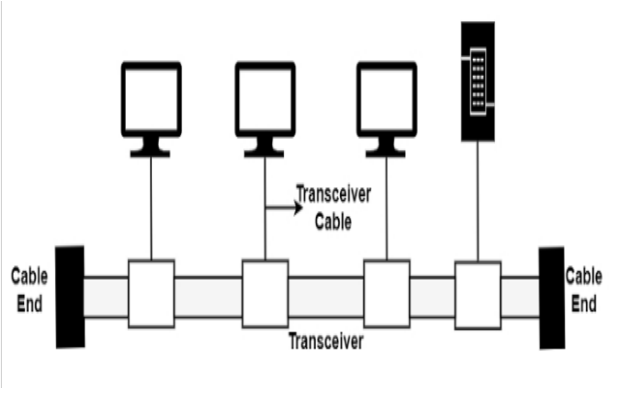 Transceiver
Cable
Cable
End
Cable
End
Transceiver